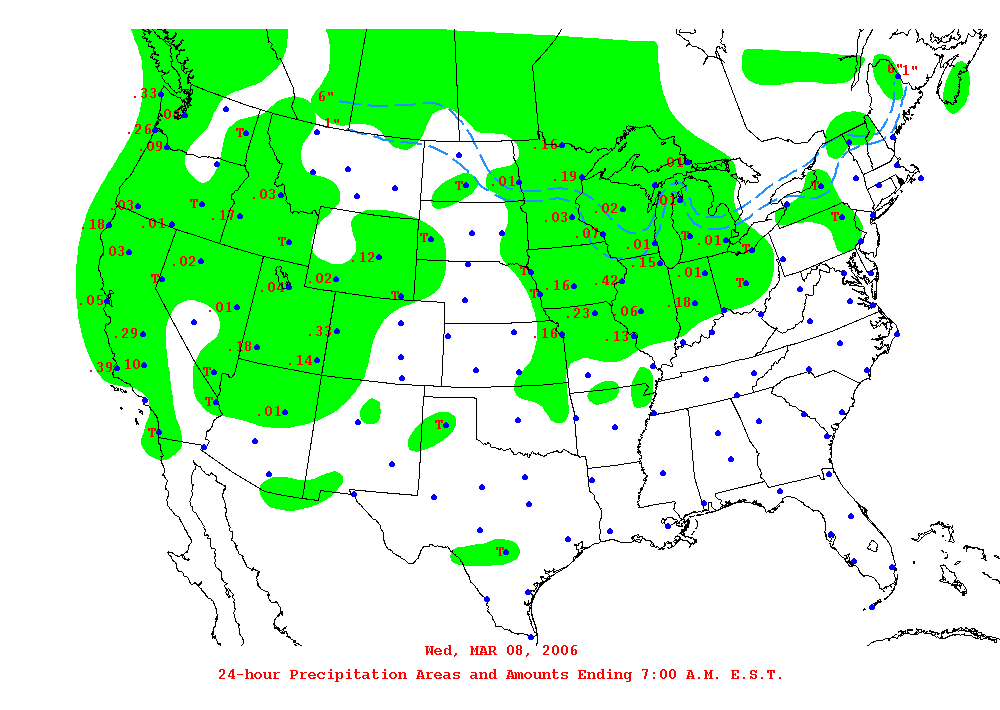 6" 1"
6"
1"
.33
.05
.26
T
.09
.16
.01
.19
.01
T
T
.03
.03
T
.17
.01
.02
.03
T
.18
.01
T
T
.01
.03
.07
T
.01
T
.12
.02
.15
.01
T
T
.04
.02
.16
.42
T
.05
.01
T
T
.23
.06
.18
.29
.33
.16
.13
.18
.14
.39
.10
T
T
.01
T
T
T
Wed, MAR 08, 2006
24-hour Precipitation Areas and Amounts Ending 7:00 A.M. E.S.T.